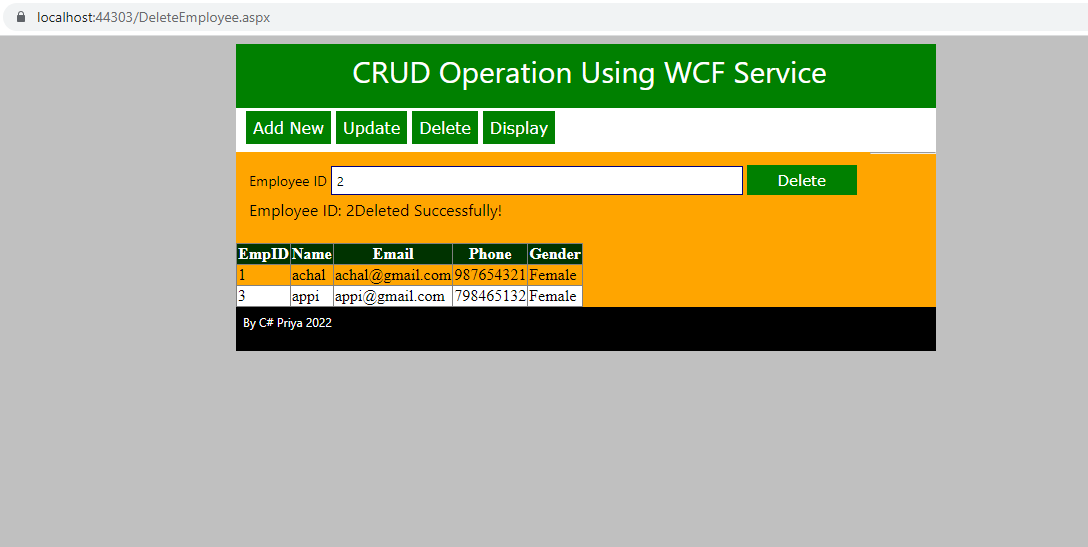 localhost:44303/DeleteEmployee.aspx
CRUD Operation Using WCF Service
Add New Update Delete Display
Employee ID 2 Delete
Employee ID: 2Deleted Successfully!
EmpID Name Email Phone Gender
1 achal achal@gmail.com 987654321 Female
3 appi appi@gmail.com 798465132 Female
By C# Priya 2022